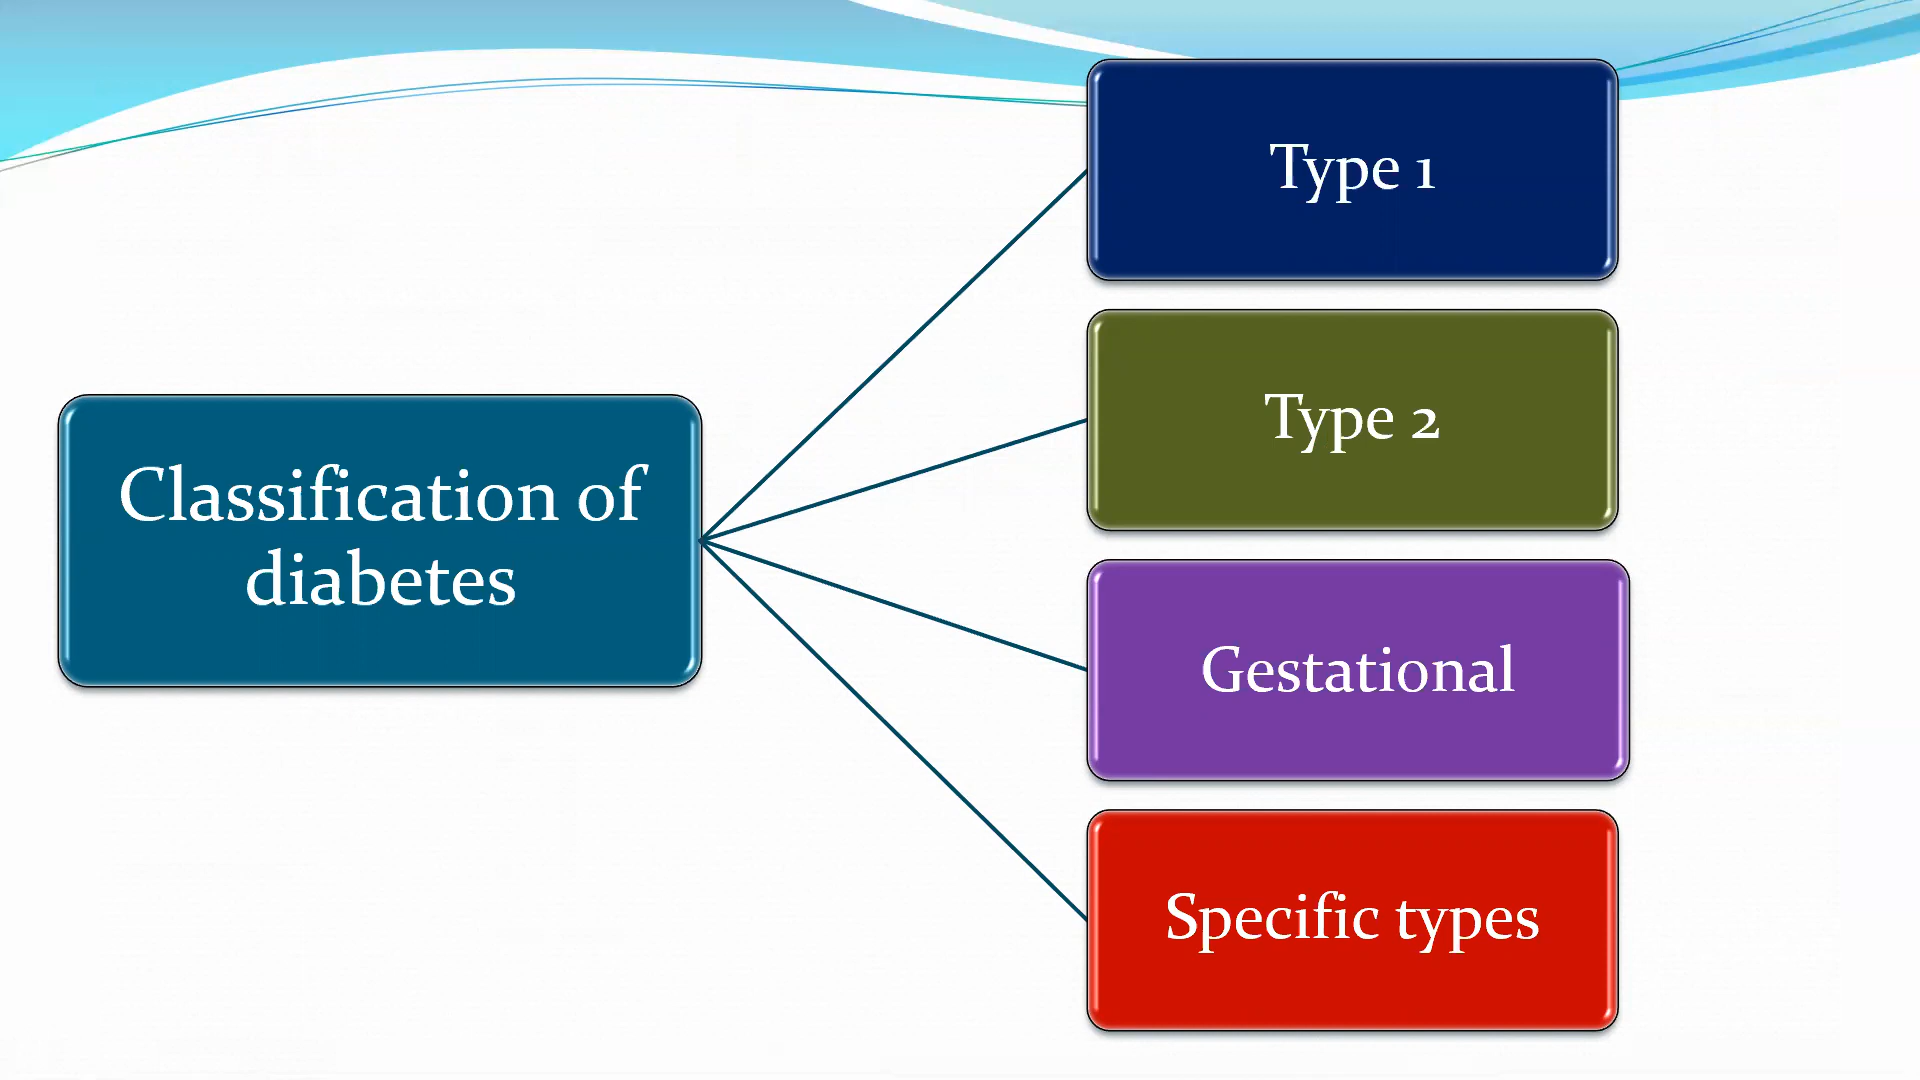 Classification of
diabetes
Type 1
Type 2
Gestational
Specific types